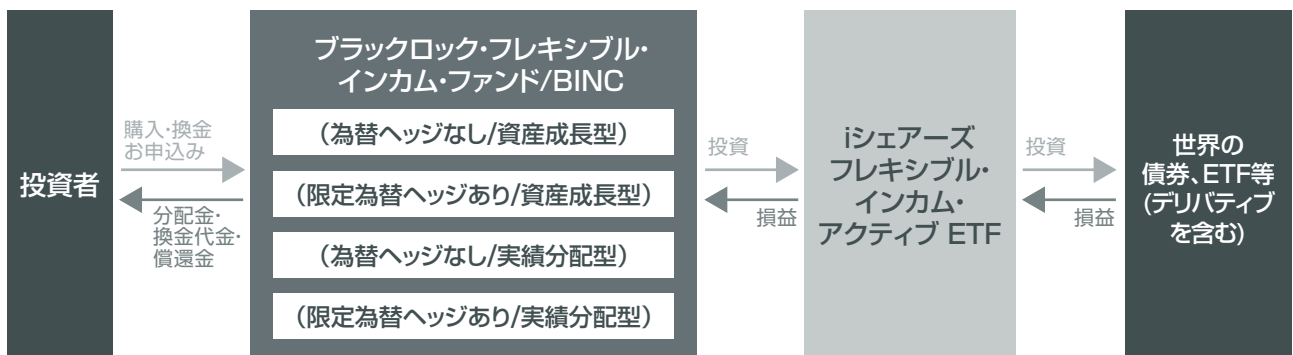 投資者
購入・換金
お申込み
分配金・
換金代金・
償還金
ブラックロック・フレキシブル・
インカム・ファンド/BINC
（為替ヘッジなし/資産成長型）
（限定為替ヘッジあり/資産成長型）
（為替ヘッジなし/実績分配型）
（限定為替ヘッジあり/実績分配型）
投資
損益
iシェアーズ
フレキシブル・
インカム・
アクティブ ETF
投資
損益
世界の
債券、ETF等
(デリバティブ
を含む)